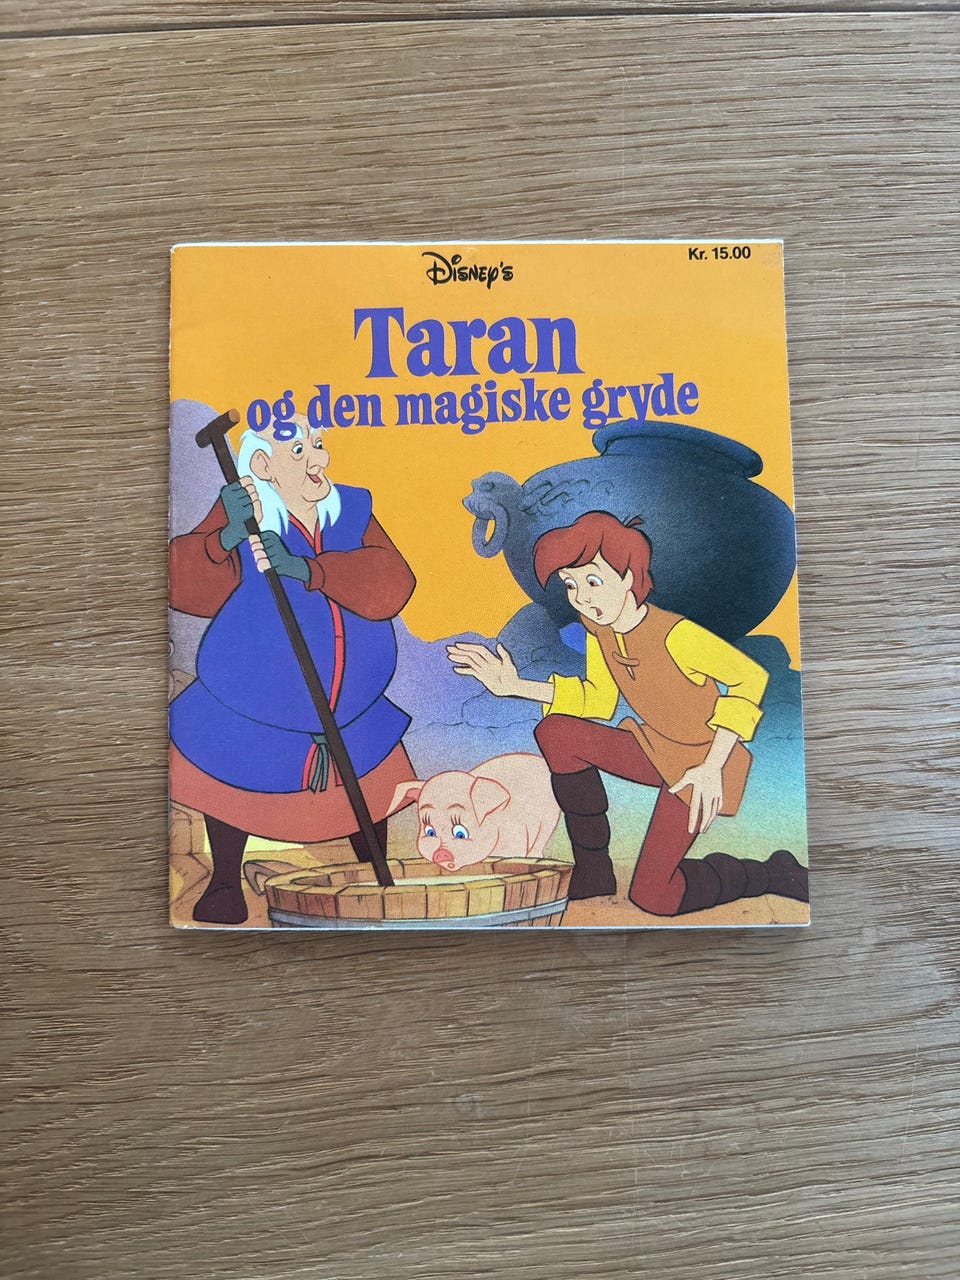 Disney's
Kr. 15.00
Taran
og den magiske gryde